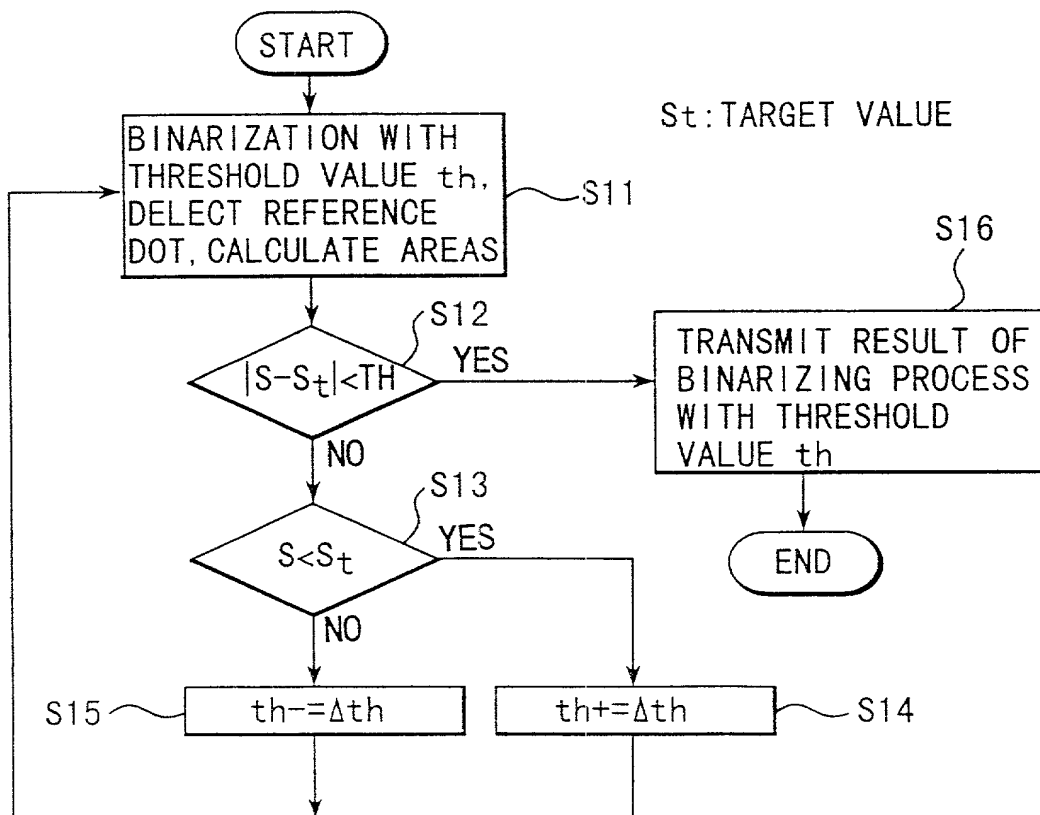 START
St:TARGET VALUE
BINARIZATION WITH
THRESHOLD VALUE th,
DELECT REFERENCE
DOT, CALCULATE AREAS
S11
S12
|S-St|<TH
YES
NO
S16
TRANSMIT RESULT OF
BINARIZING PROCESS
WITH THRESHOLD
VALUE th
END
S13
S<St
YES
NO
S15
th-=Δth
th+=Δth
S14